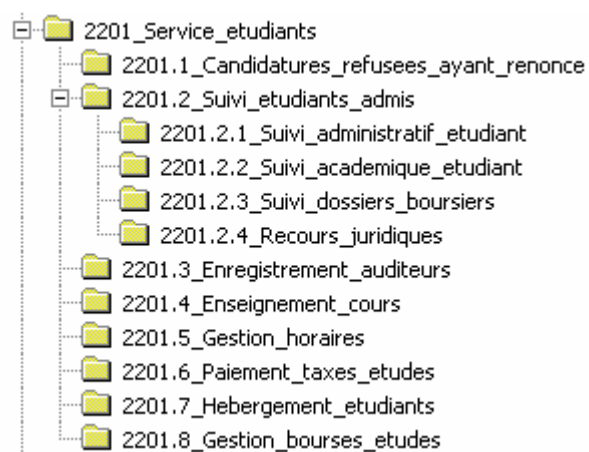 2201_Service_etudiants
2201.1_Candidatures_refusees_ayant_renonce
2201.2_Suivi_etudiants_admis
2201.2.1_Suivi_administratif_etudiant
2201.2.2_Suivi_academique_etudiant
2201.2.3_Suivi_dossiers_boursiers
2201.2.4_Recours_juridiques
2201.3_Enregistrement_auditeurs
2201.4_Enseignement_cours
2201.5_Gestion_horaires
2201.6_Paiement_taxes_etudes
2201.7_Hebergement_etudiants
2201.8_Gestion_bourses_etudes